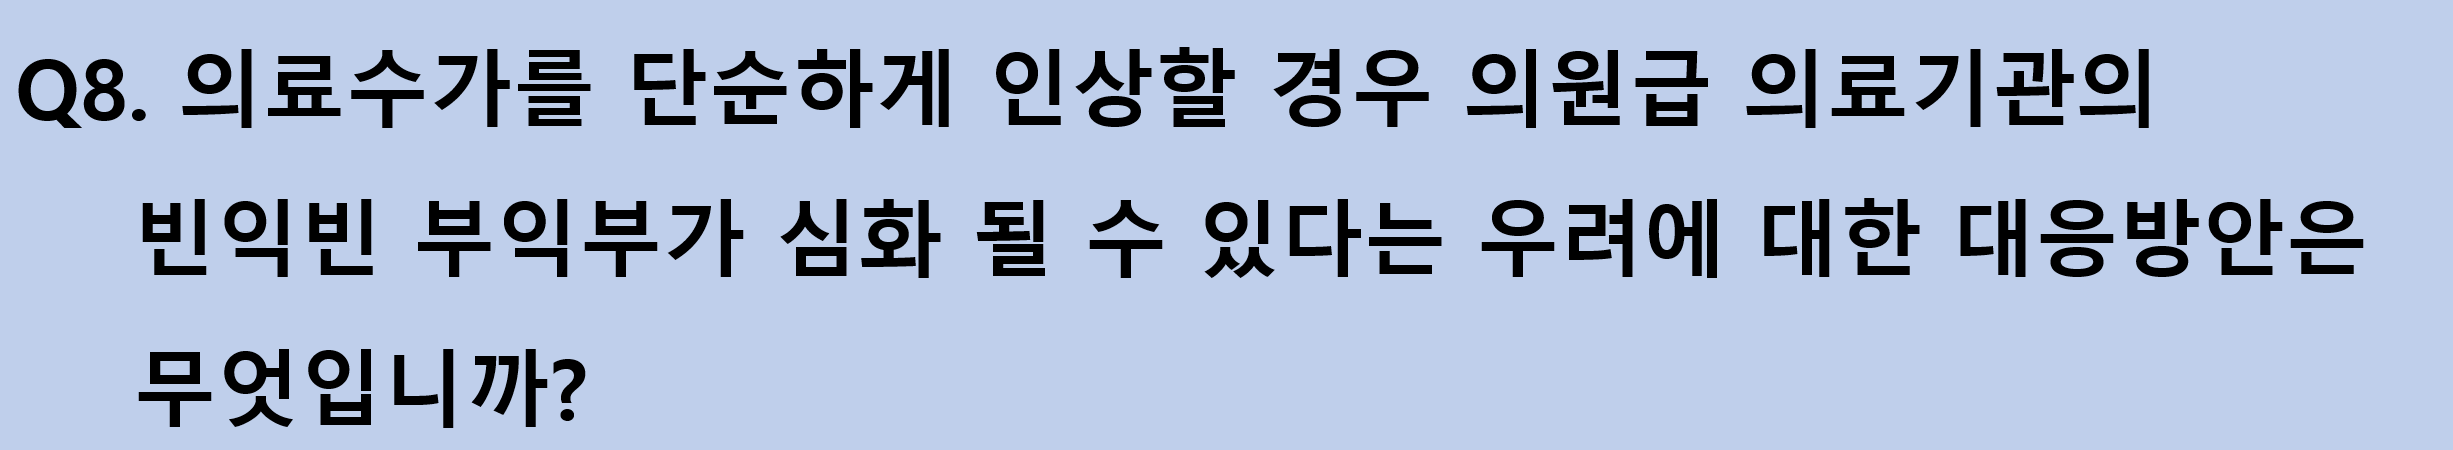 Q8. 의료수가를 단순하게 인상할 경우 의원급 의료기관의
빈익빈 부익부가 심화 될 수 있다는 우려에 대한 대응방안은
무엇입니까?